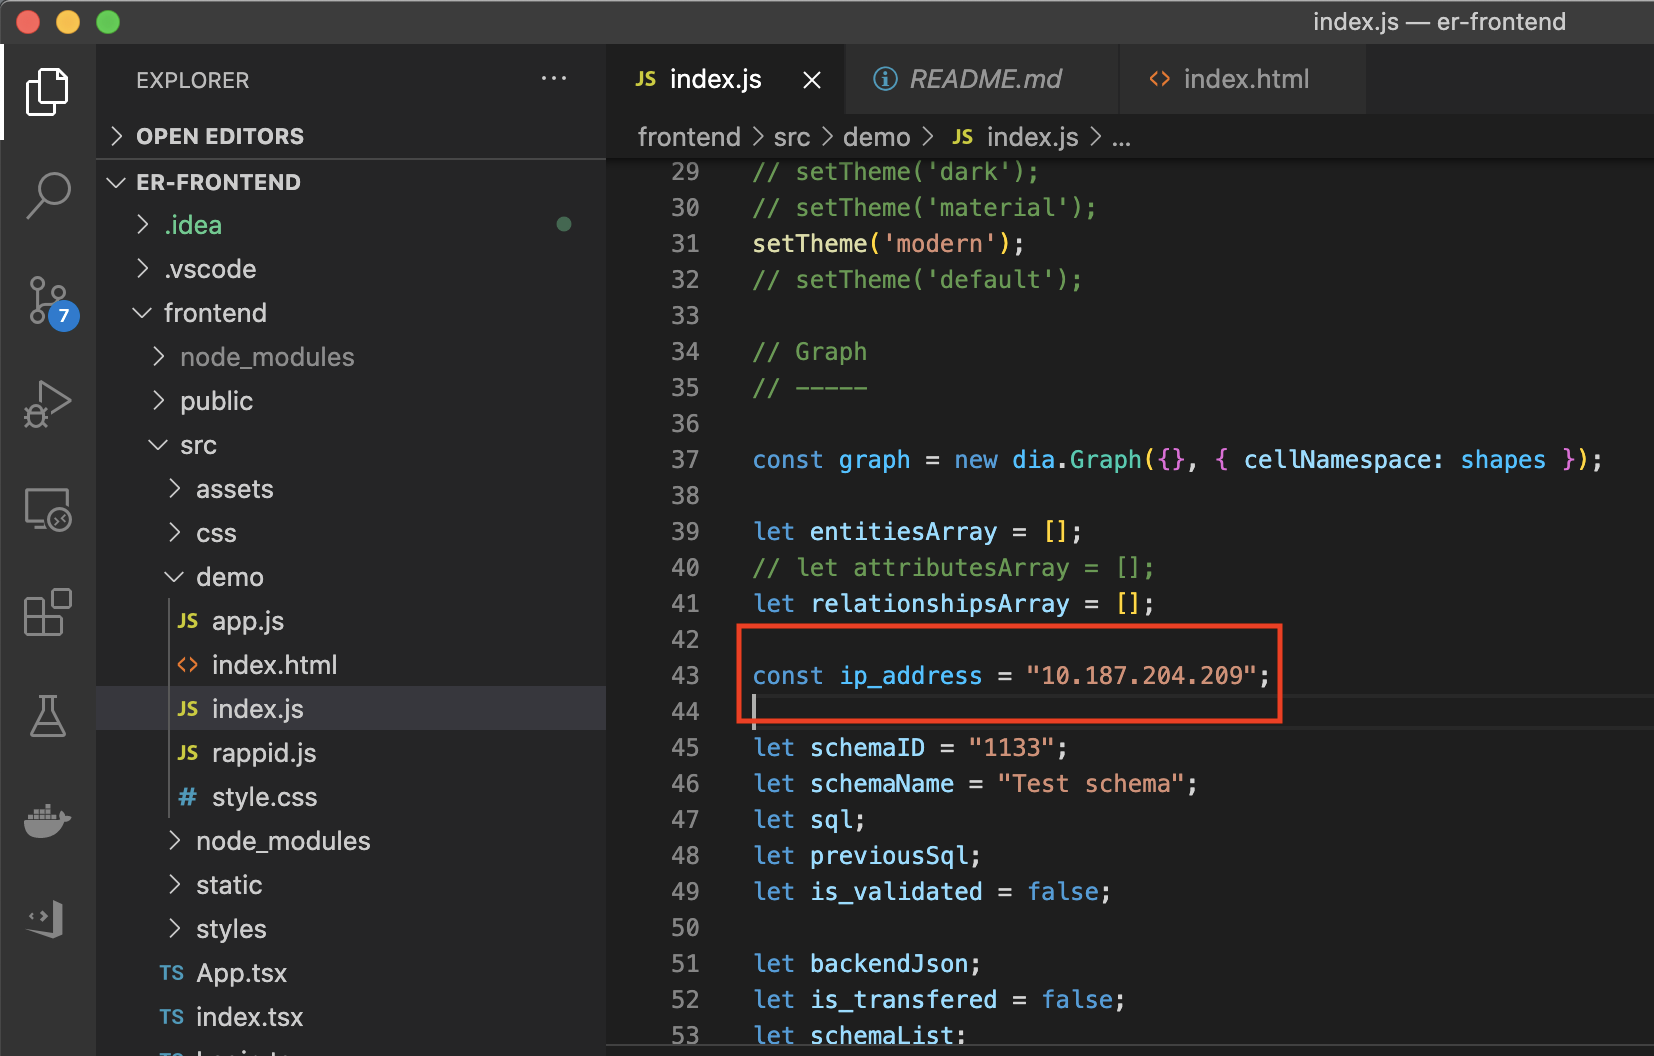 index.js — er-frontend
EXPLORER
OPEN EDITORS
ER-FRONTEND
.idea
.vscode
frontend
node_modules
public
src
assets
css
demo
JS app.js
<> index.html
JS index.js
JS rappid.js
# style.css
node_modules
static
styles
TS App.tsx
TS index.tsx
7
JS index.js
README.md
<> index.html
frontend > src > demo > JS index.js > ...
29 // setTheme('dark');
30 // setTheme('material');
31 setTheme('modern');
32 // setTheme('default');
33
34 // Graph
35 // -----
36
37 const graph = new dia.Graph({}, { cellNamespace: shapes });
38
39 let entitiesArray = [];
40 // let attributesArray = [];
41 let relationshipsArray = [];
42
43 const ip_address = "10.187.204.209";
44
45 let schemaID = "1133";
46 let schemaName = "Test schema";
47 let sql;
48 let previousSql;
49 let is_validated = false;
50
51 let backendJson;
52 let is_transfered = false;
53 let schemaList;